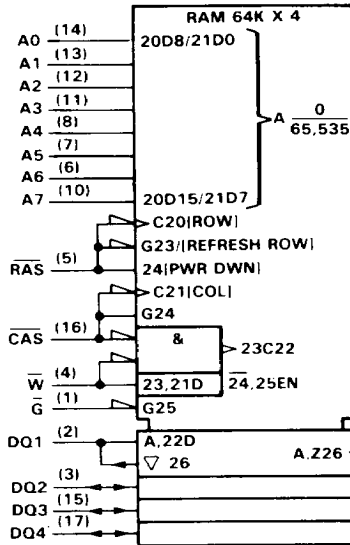 RAM 64K X 4
A0 (14) 20D8/21D0
A1 (13)
A2 (12)
A3 (11)
A4 (8)
A5 (7)
A6 (6)
A7 (10) 20D15/21D7
A 0
65,535
C20[ROW]
G23/[REFRESH ROW]
RAS (5) 24[PWR DWN]
C21[COL]
G24
CAS (16) & 23C22
W (4) 23,21D 24,25EN
G (1) G25
DQ1 (2) A,22D
▽ 26 A,Z26
DQ2 (3)
DQ3 (15)
DQ4 (17)